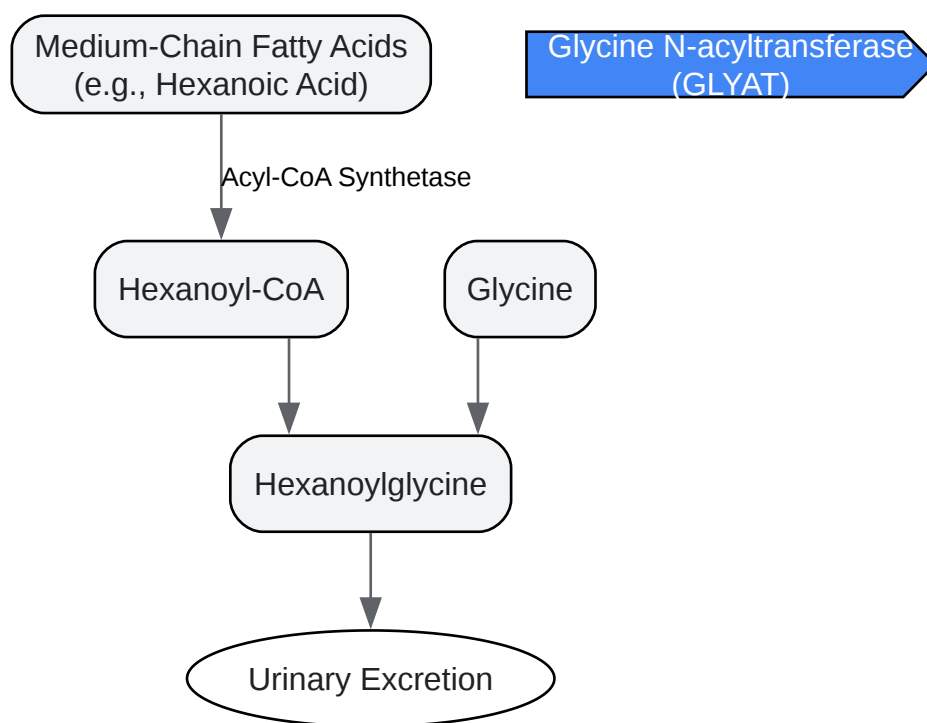 Medium-Chain Fatty Acids
(e.g., Hexanoic Acid)
Glycine N-acyltransferase
(GLYAT)
Acyl-CoA Synthetase
Hexanoyl-CoA
Glycine
Hexanoylglycine
Urinary Excretion